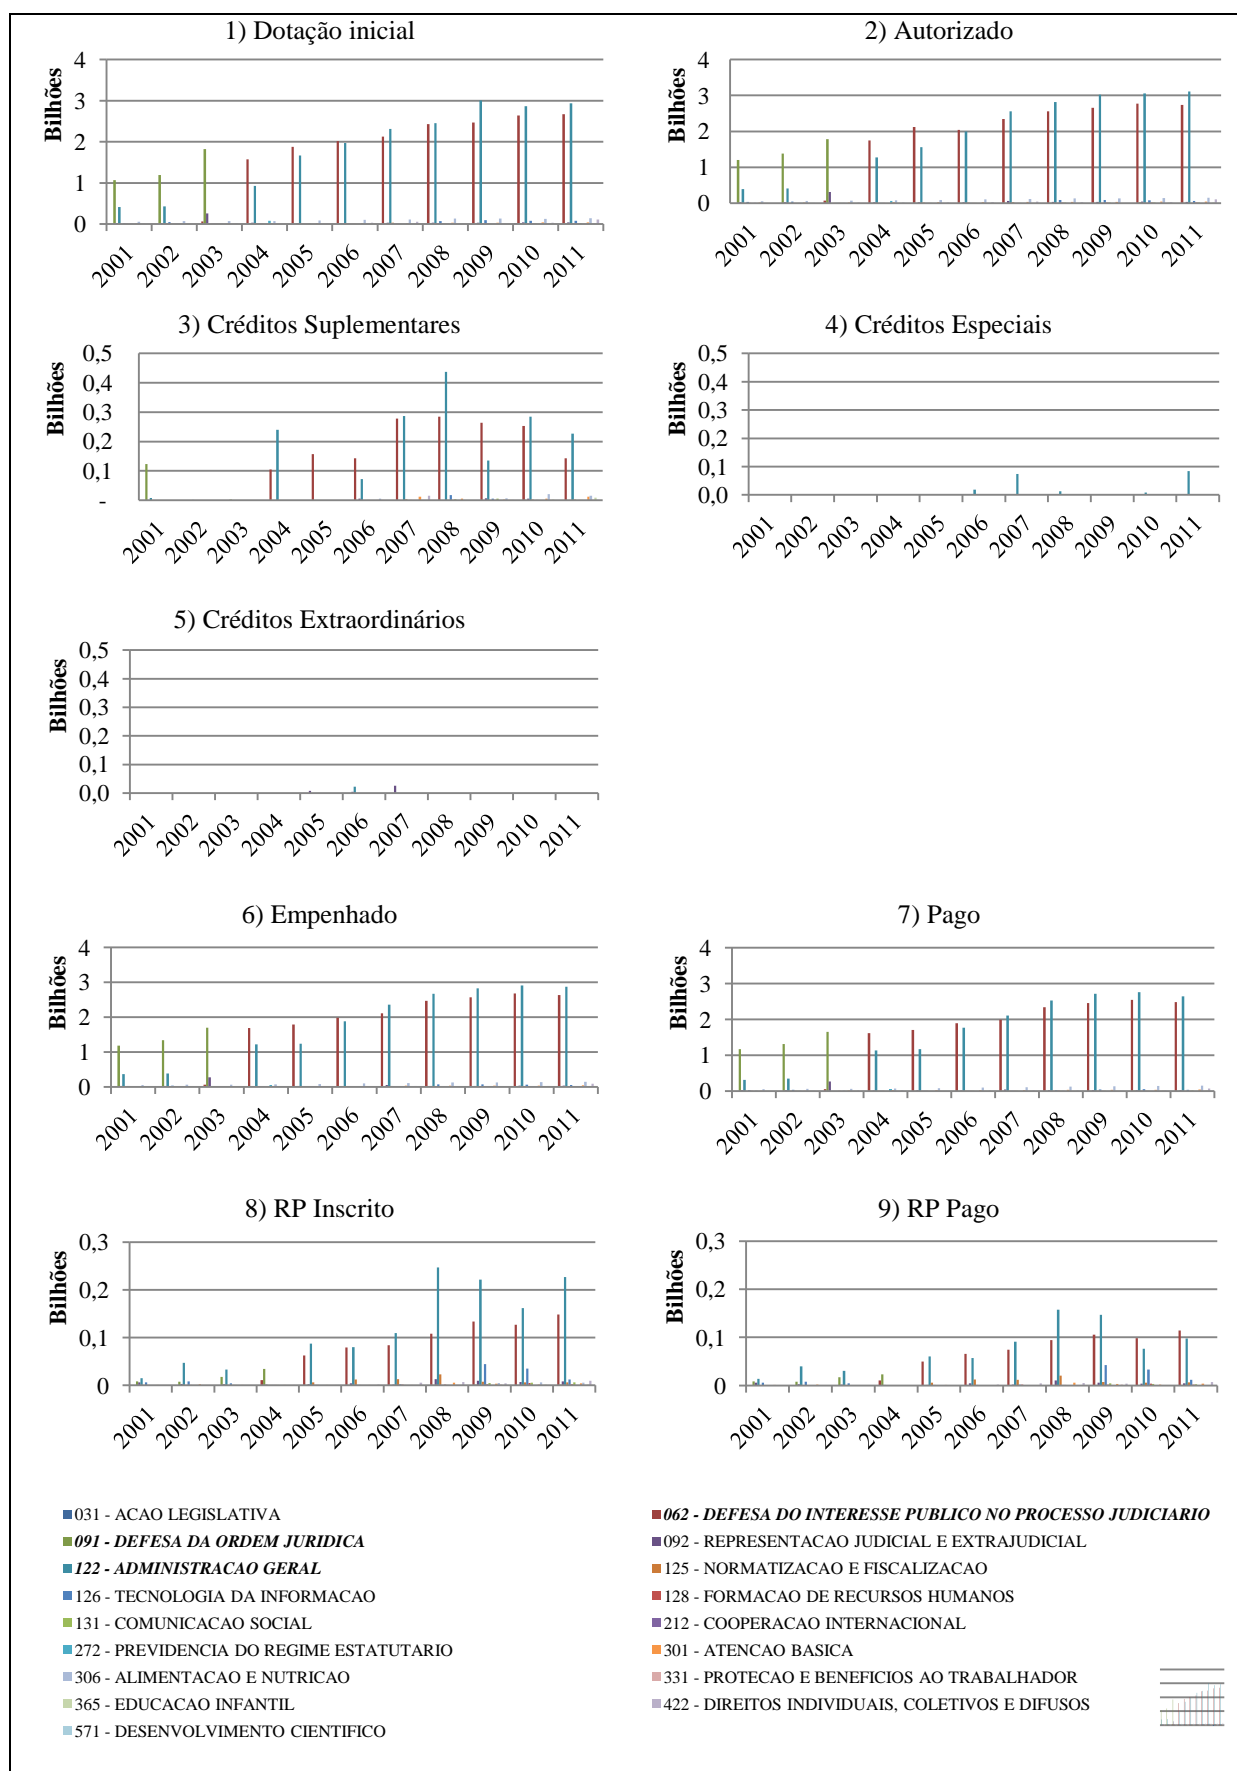 1) Dotação inicial
Bilhões
4
3
2
1
0
2001 2002 2003 2004 2005 2006 2007 2008 2009 2010 2011
2) Autorizado
Bilhões
4
3
2
1
0
2001 2002 2003 2004 2005 2006 2007 2008 2009 2010 2011
3) Créditos Suplementares
Bilhões
0,5
0,4
0,3
0,2
0,1
-
2001 2002 2003 2004 2005 2006 2007 2008 2009 2010 2011
4) Créditos Especiais
Bilhões
0,5
0,4
0,3
0,2
0,1
0,0
2001 2002 2003 2004 2005 2006 2007 2008 2009 2010 2011
5) Créditos Extraordinários
Bilhões
0,5
0,4
0,3
0,2
0,1
0,0
2001 2002 2003 2004 2005 2006 2007 2008 2009 2010 2011
6) Empenhado
Bilhões
4
3
2
1
0
2001 2002 2003 2004 2005 2006 2007 2008 2009 2010 2011
7) Pago
Bilhões
4
3
2
1
0
2001 2002 2003 2004 2005 2006 2007 2008 2009 2010 2011
8) RP Inscrito
Bilhões
0,3
0,2
0,1
0
2001 2002 2003 2004 2005 2006 2007 2008 2009 2010 2011
9) RP Pago
Bilhões
0,3
0,2
0,1
0
2001 2002 2003 2004 2005 2006 2007 2008 2009 2010 2011
031 - ACAO LEGISLATIVA
062 - DEFESA DO INTERESSE PUBLICO NO PROCESSO JUDICIARIO
091 - DEFESA DA ORDEM JURIDICA
092 - REPRESENTACAO JUDICIAL E EXTRAJUDICIAL
122 - ADMINISTRACAO GERAL
125 - NORMATIZACAO E FISCALIZACAO
126 - TECNOLOGIA DA INFORMACAO
128 - FORMACAO DE RECURSOS HUMANOS
131 - COMUNICACAO SOCIAL
212 - COOPERACAO INTERNACIONAL
272 - PREVIDENCIA DO REGIME ESTATUTARIO
301 - ATENCAO BASICA
306 - ALIMENTACAO E NUTRICAO
331 - PROTECAO E BENEFICIOS AO TRABALHADOR
365 - EDUCACAO INFANTIL
422 - DIREITOS INDIVIDUAIS, COLETIVOS E DIFUSOS
571 - DESENVOLVIMENTO CIENTIFICO